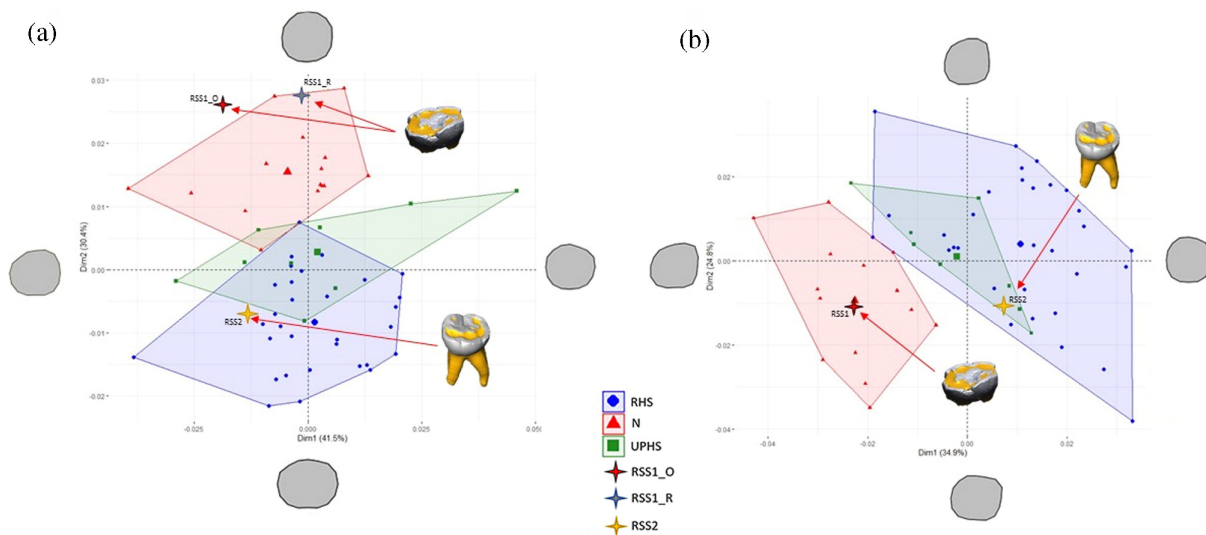 (a)
0.03
0.02
0.01
0.00
-0.01
-0.02
Dim2 (30.4%)
RSS1_O
RSS1_R
RSS2
-0.025
0.000
0.025
0.050
Dim1 (41.5%)
RHS
N
UPHS
RSS1_O
RSS1_R
RSS2
(b)
0.02
0.00
-0.02
-0.04
Dim2 (24.8%)
RSS1
RSS2
-0.04
-0.02
0.00
0.02
Dim1 (34.9%)